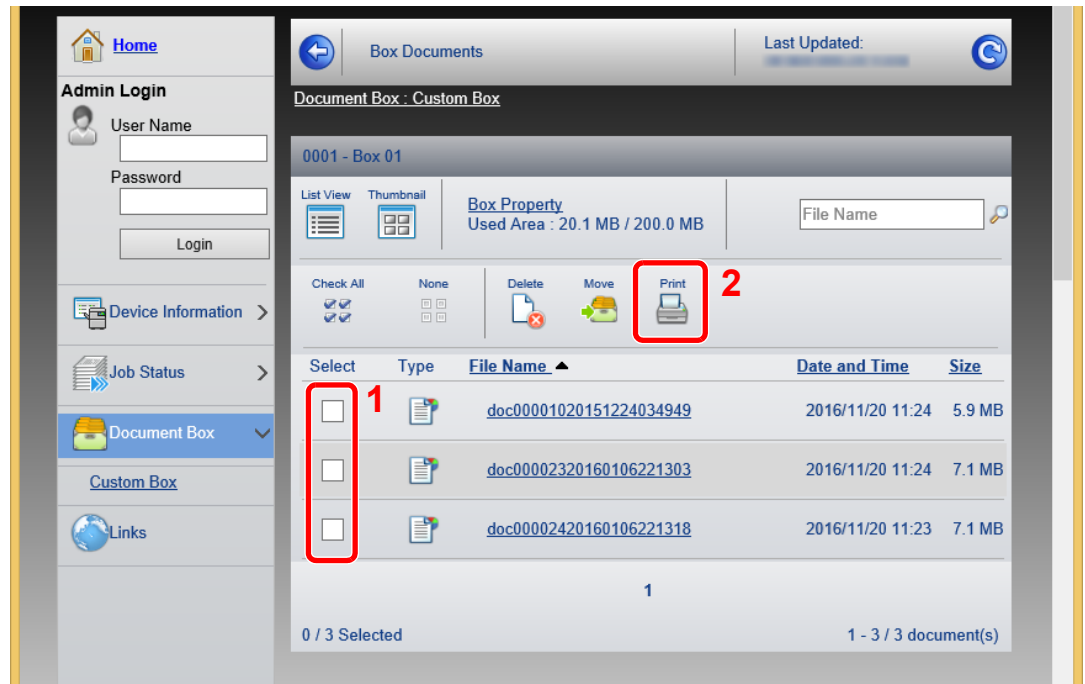 Home
Admin Login
User Name
Password
Login
Device Information
Job Status
Document Box
Custom Box
Links
Box Documents
Last Updated:
Document Box : Custom Box
0001 - Box 01
List View Thumbnail
Box Property
Used Area : 20.1 MB / 200.0 MB
File Name
Check All None Delete Move Print 2
Select Type File Name Date and Time Size
1
doc00001020151224034949 2016/11/20 11:24 5.9 MB
doc00002320160106221303 2016/11/20 11:24 7.1 MB
doc00002420160106221318 2016/11/20 11:23 7.1 MB
1
0 / 3 Selected 1 - 3 / 3 document(s)